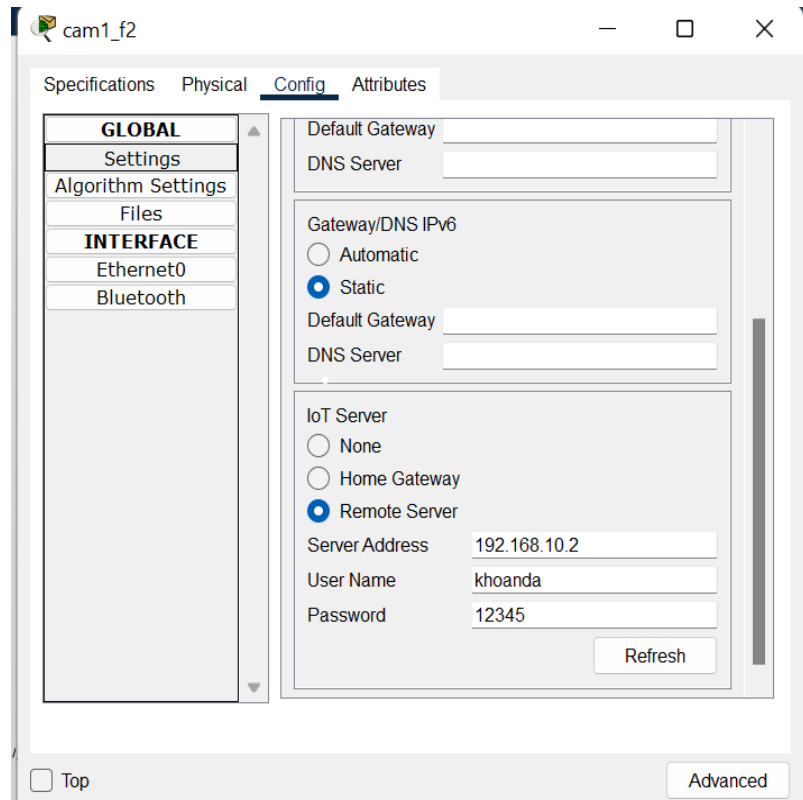 cam1_f2
Specifications Physical Config Attributes
GLOBAL
Settings
Algorithm Settings
Files
INTERFACE
Ethernet0
Bluetooth
Default Gateway
DNS Server
Gateway/DNS IPv6
Automatic
Static
Default Gateway
DNS Server
IoT Server
None
Home Gateway
Remote Server
Server Address 192.168.10.2
User Name khoanda
Password 12345
Refresh
Top
Advanced